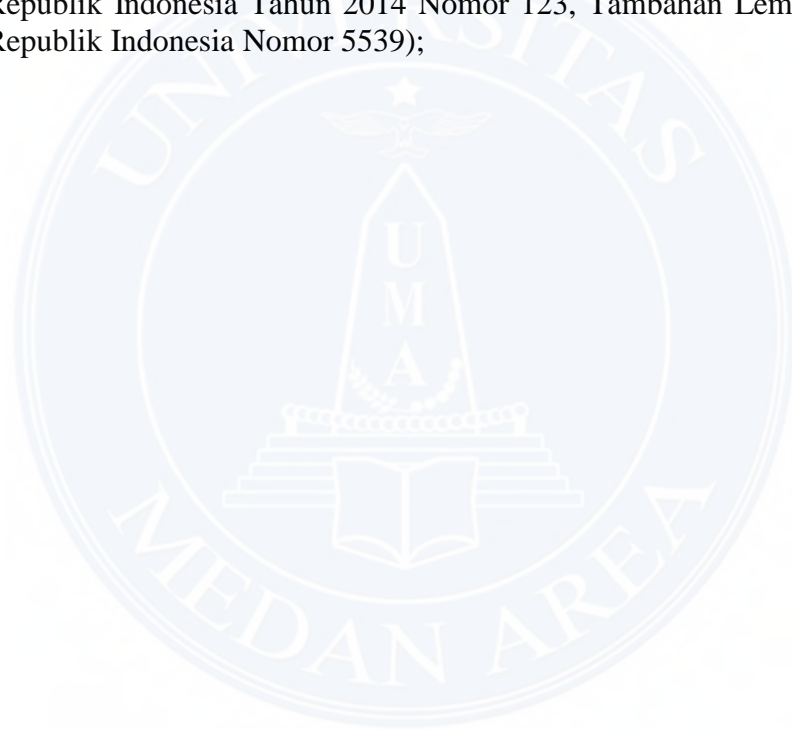 Republik Indonesia Tahun 2014 Nomor 123, Tambahan Lem
Republik Indonesia Nomor 5539);
UNIVERSITAS
U
M
A
MEDAN AREA